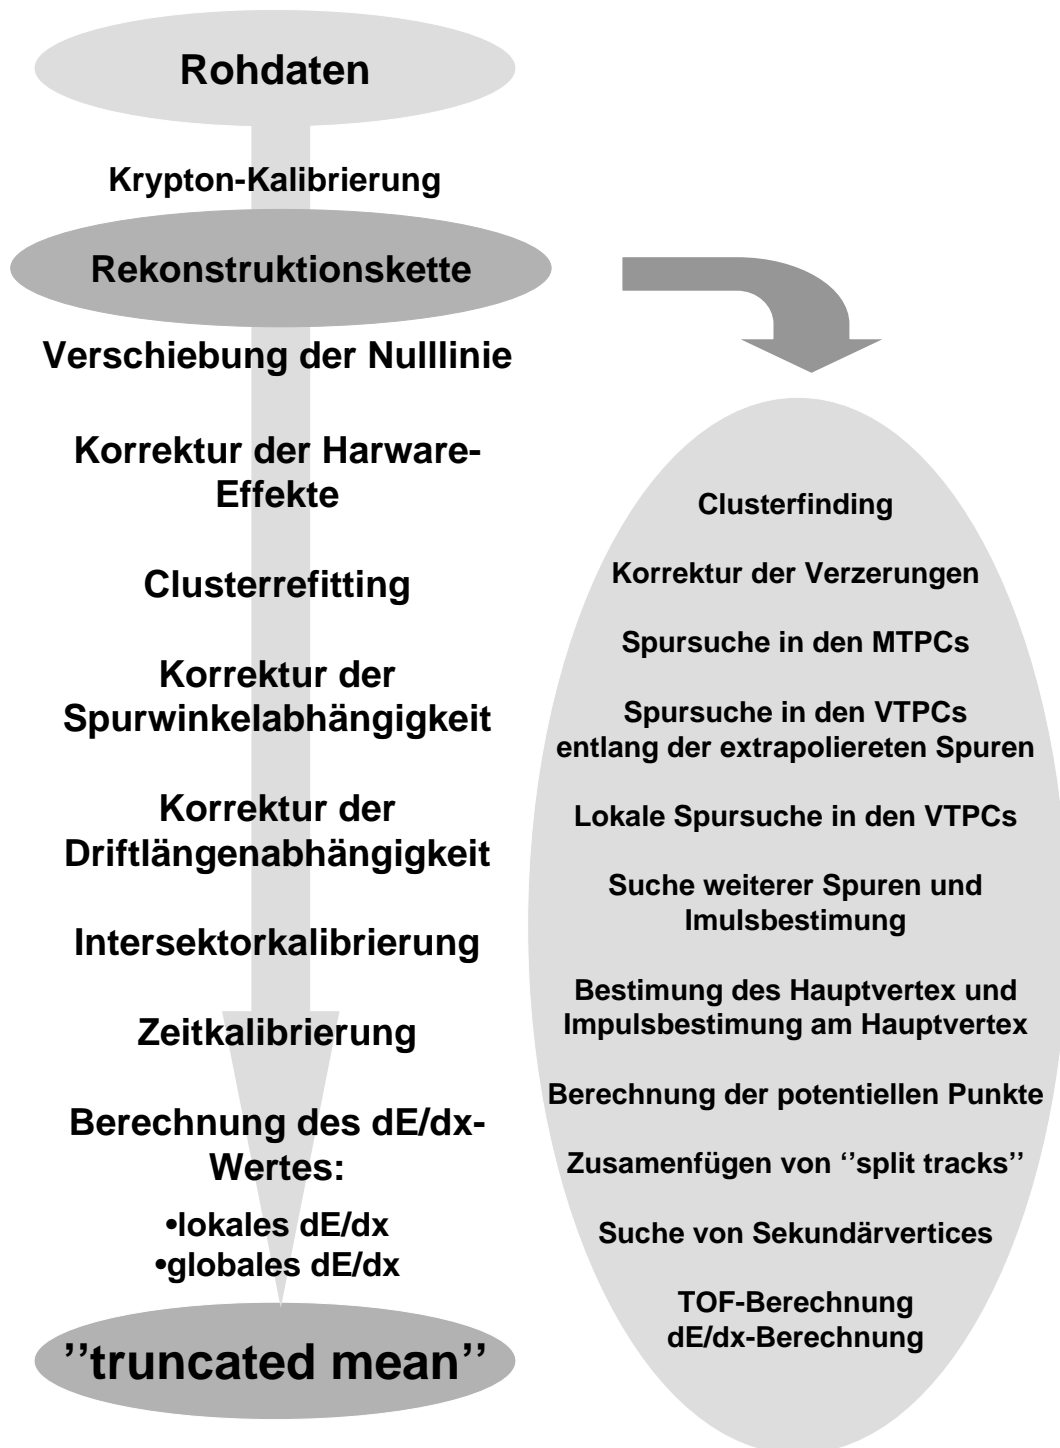 Rohdaten
Krypton-Kalibrierung
Rekonstruktionskette
Verschiebung der Nulllinie
Korrektur der Harware-
Effekte
Clusterrefitting
Korrektur der
Spurwinkelabhängigkeit
Korrektur der
Driftlängenabhängigkeit
Intersektorkalibrierung
Zeitkalibrierung
Berechnung des dE/dx-
Wertes:
•lokales dE/dx
•globales dE/dx
’’truncated mean’’
Clusterfinding
Korrektur der Verzerungen
Spursuche in den MTPCs
Spursuche in den VTPCs
entlang der extrapoliereten Spuren
Lokale Spursuche in den VTPCs
Suche weiterer Spuren und
Imulsbestimung
Bestimung des Hauptvertex und
Impulsbestimung am Hauptvertex
Berechnung der potentiellen Punkte
Zusamenfügen von ‘’split tracks’’
Suche von Sekundärvertices
TOF-Berechnung
dE/dx-Berechnung